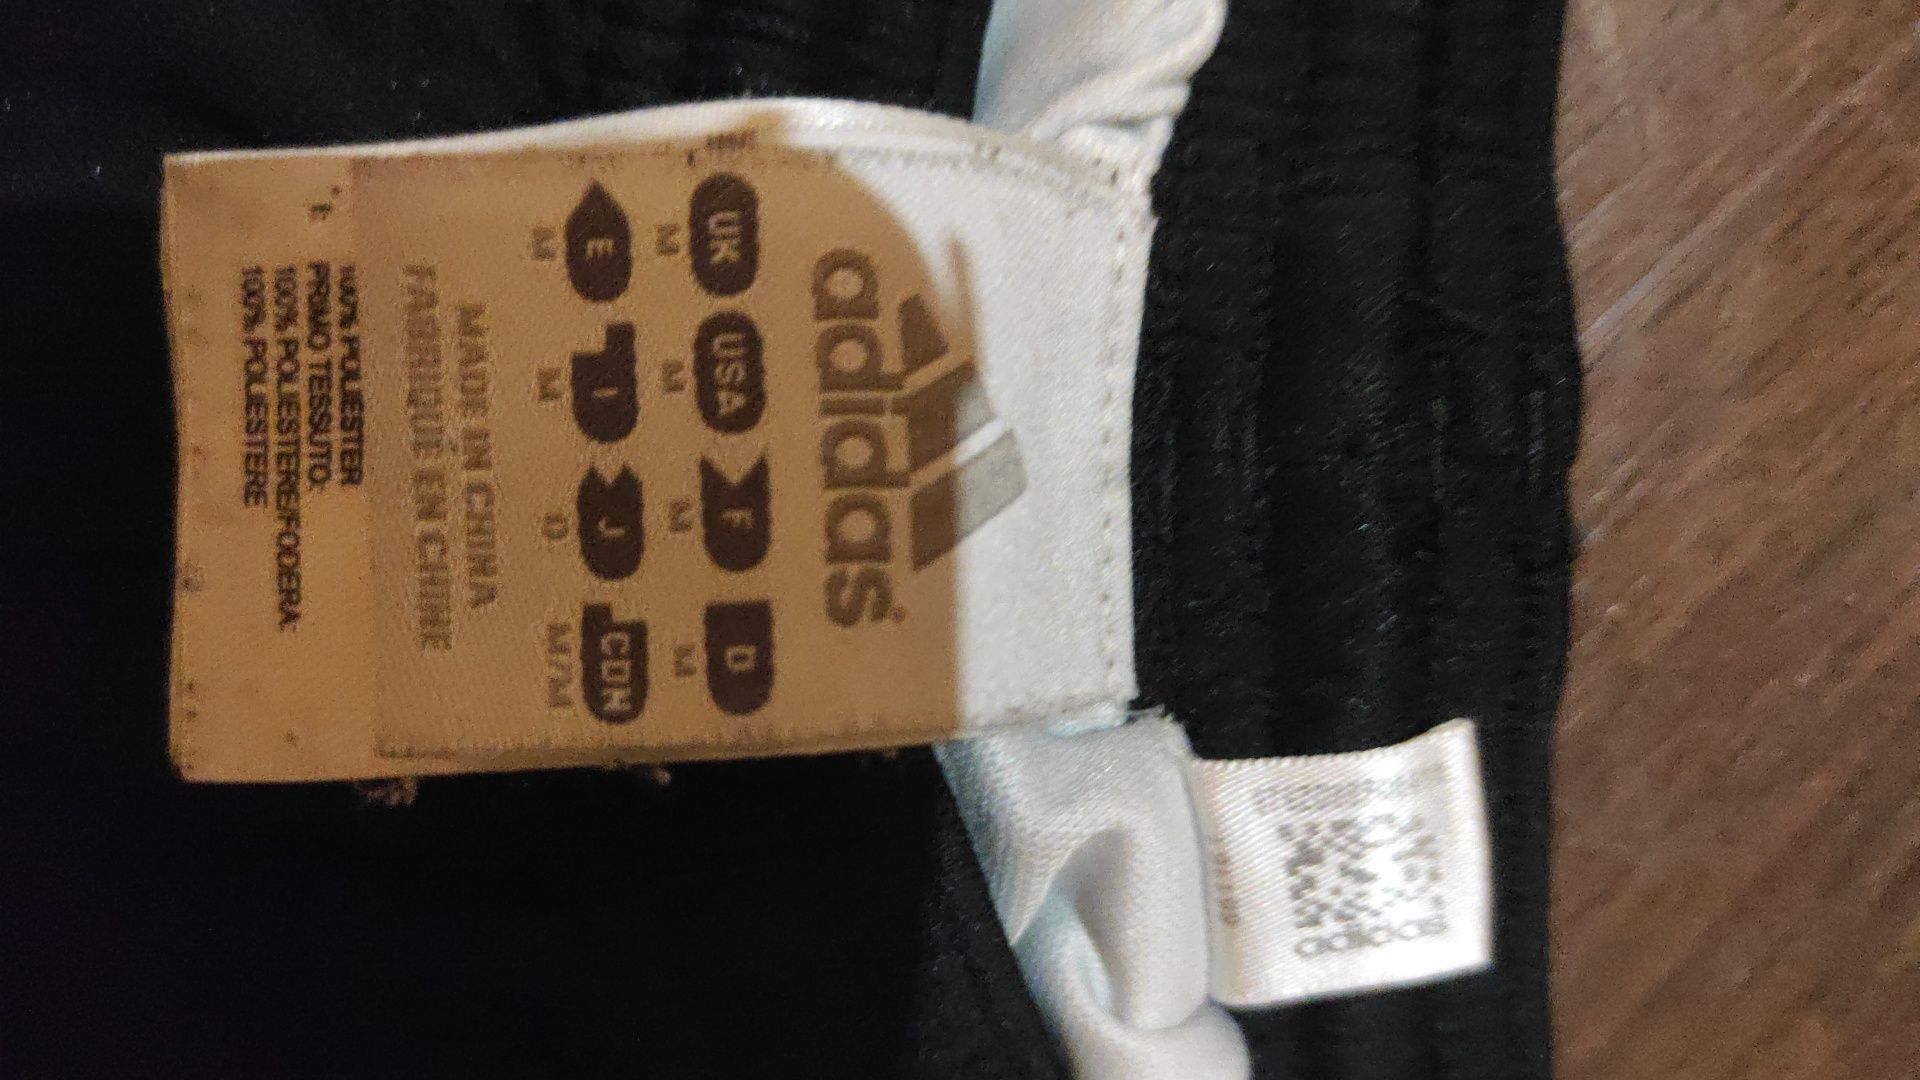 adidas
UK USA F D
M M M M
E I J CDN
M M O M/M
MADE IN CHINA
FABRIQUÉ EN CHINE
100% POLIESTER
PRIMO TESSUTO:
100% POLIESTERE/FODERA:
100% POLIESTERE
adidas